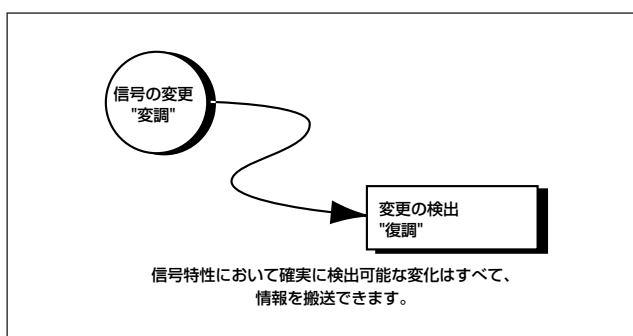 信号の変更
"変調"
変更の検出
"復調"
信号特性において確実に検出可能な変化はすべて、
情報を搬送できます。